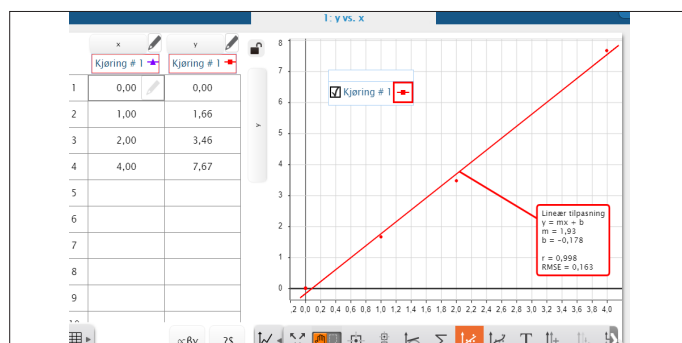 1: y vs. x
x y
Kjøring # 1 Kjøring # 1
1 0,00 0,00
2 1,00 1,66
3 2,00 3,46
4 4,00 7,67
5
6
7
8
9
y
8
7
6
5
4
3
2
1
0
Kjøring # 1
Lineær tilpasning
y = mx + b
m = 1,93
b = −0,178
r = 0,998
RMSE = 0,163
,2 0,0 0,2 0,4 0,6 0,8 1,0 1,2 1,4 1,6 1,8 2,0 2,2 2,4 2,6 2,8 3,0 3,2 3,4 3,6 3,8 4,0